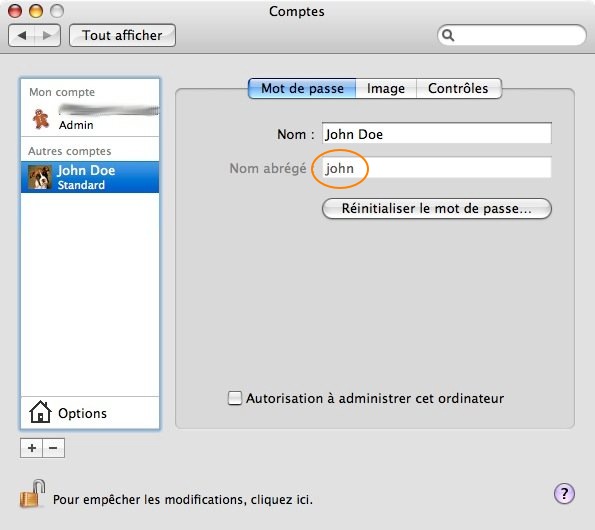 Comptes
Tout afficher
Mon compte
Admin
Autres comptes
John Doe
Standard
Options
Mot de passe Image Contrôles
Nom : John Doe
Nom abrégé john
Réinitialiser le mot de passe...
Autorisation à administrer cet ordinateur
+ −
Pour empêcher les modifications, cliquez ici.
?